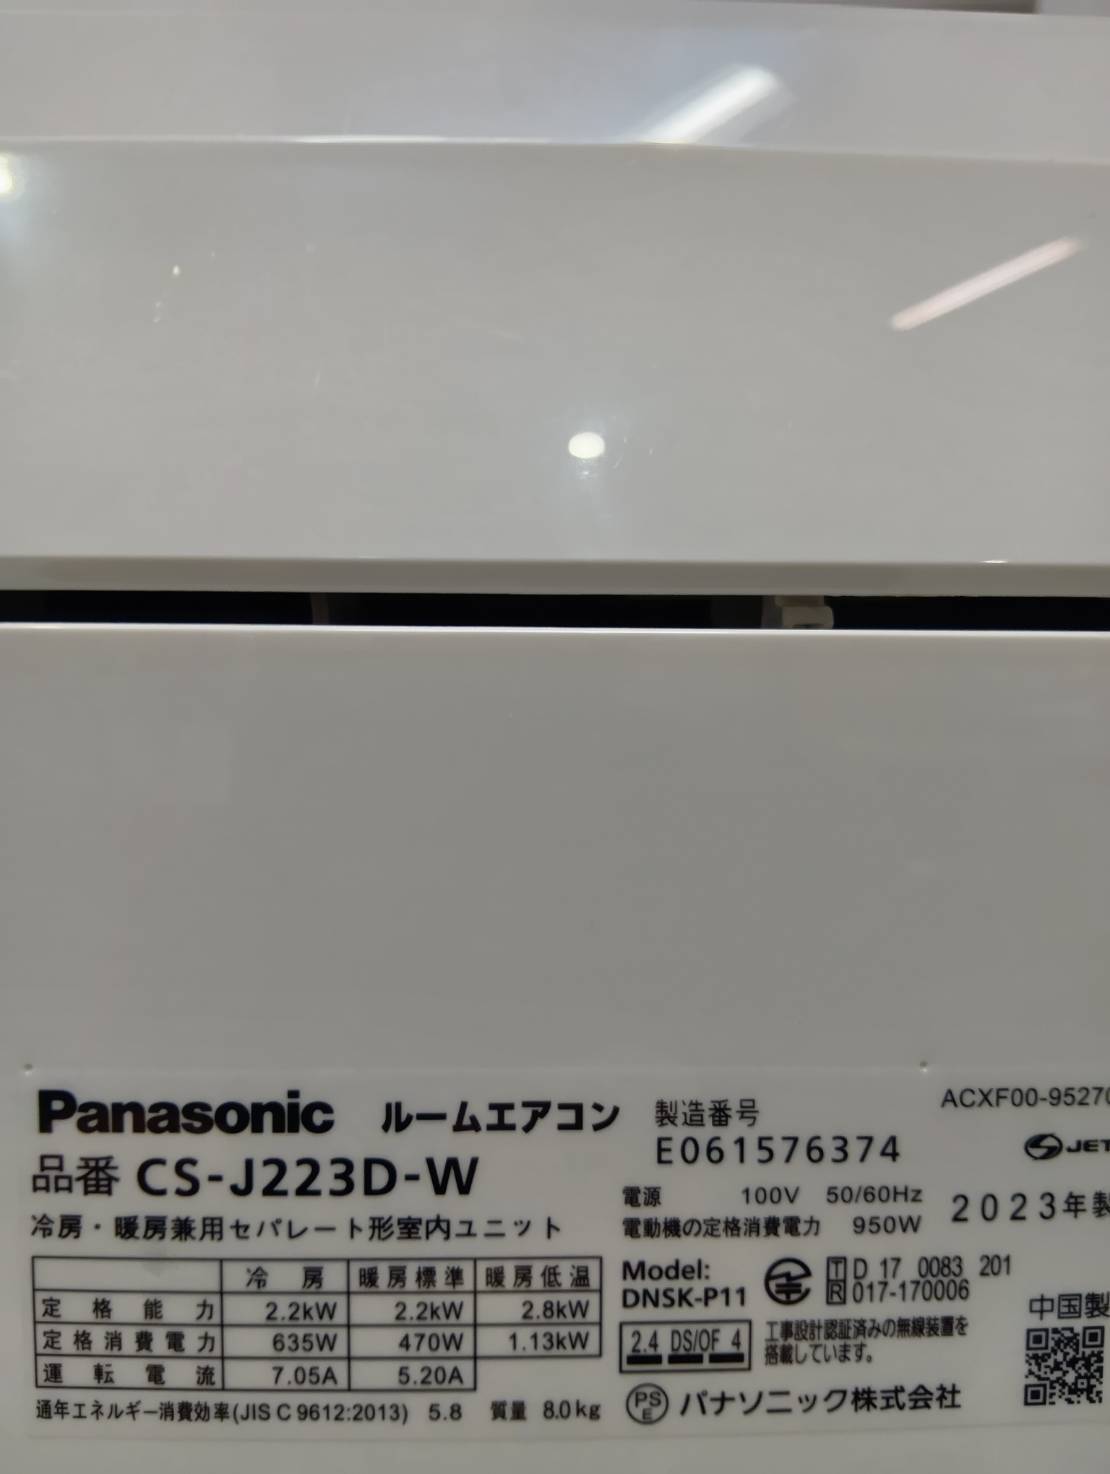 Panasonic ルームエアコン
品番 CS-J223D-W
冷房・暖房兼用セパレート形室内ユニット
冷房 暖房標準 暖房低温
定格能力 2.2kW 2.2kW 2.8kW
定格消費電力 635W 470W 1.13kW
運転電流 7.05A 5.20A
通年エネルギー消費効率(JIS C 9612:2013) 5.8 質量 8.0kg
製造番号
E061576374
電源 100V 50/60Hz
電動機の定格消費電力 950W
Model:
DNSK-P11
T D 17 0083 201
R 017-170006
2.4 DS/OF 4
工事設計認証済みの無線装置を
搭載しています。
PS
E パナソニック株式会社
ACXF00-95270
JET
2023年製
中国製